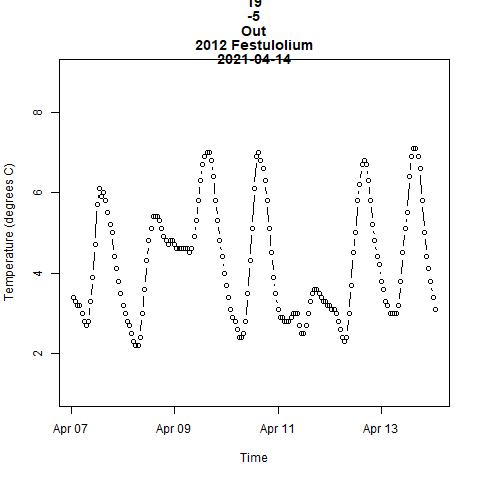 19
-5
Out
2012 Festulolium
2021-04-14
Temperature (degrees C)
8
6
4
2
Apr 07
Apr 09
Apr 11
Apr 13
Time